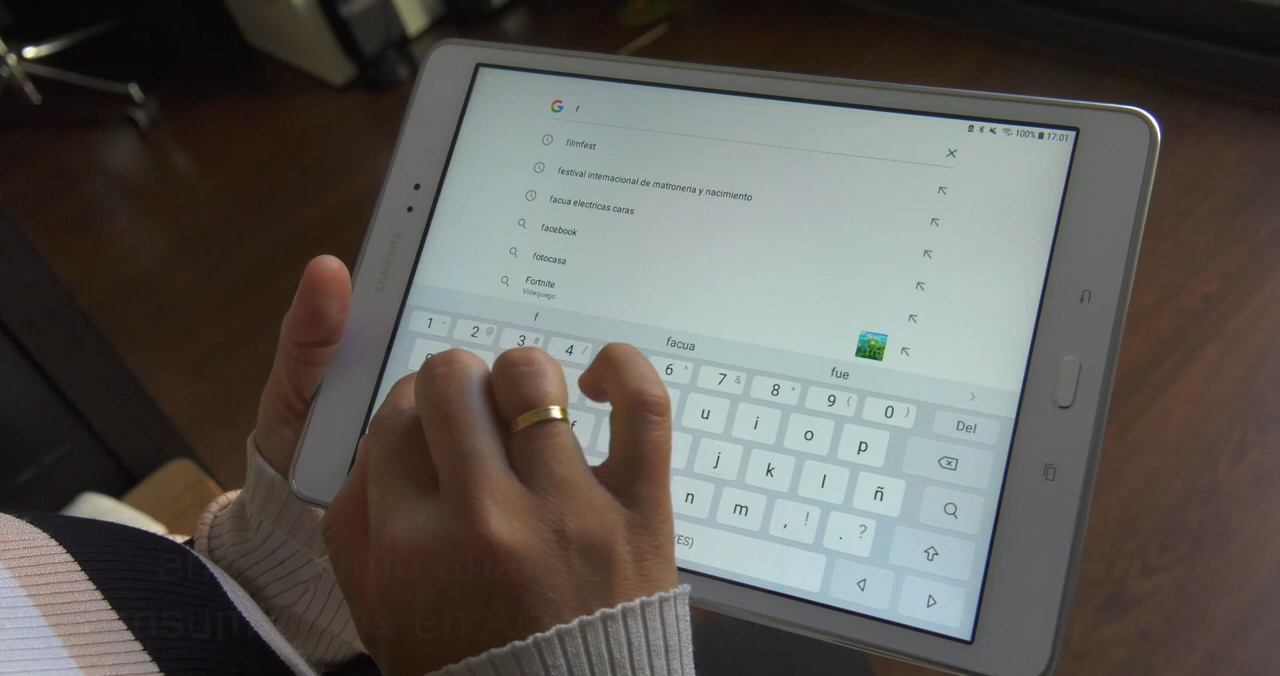 f
100% 17:01
filmfest
festival internacional de matroneria y nacimiento
facua electricas caras
facebook
fotocasa
Fortnite
Videojuego
f facua fue
1 - 2 @ 3 # 4 / 6 ^ 7 & 8 * 9 ( 0 )
Del
u i o p
f j k l ñ
n m , ! . ?
(ES)
SAMSUNG
en